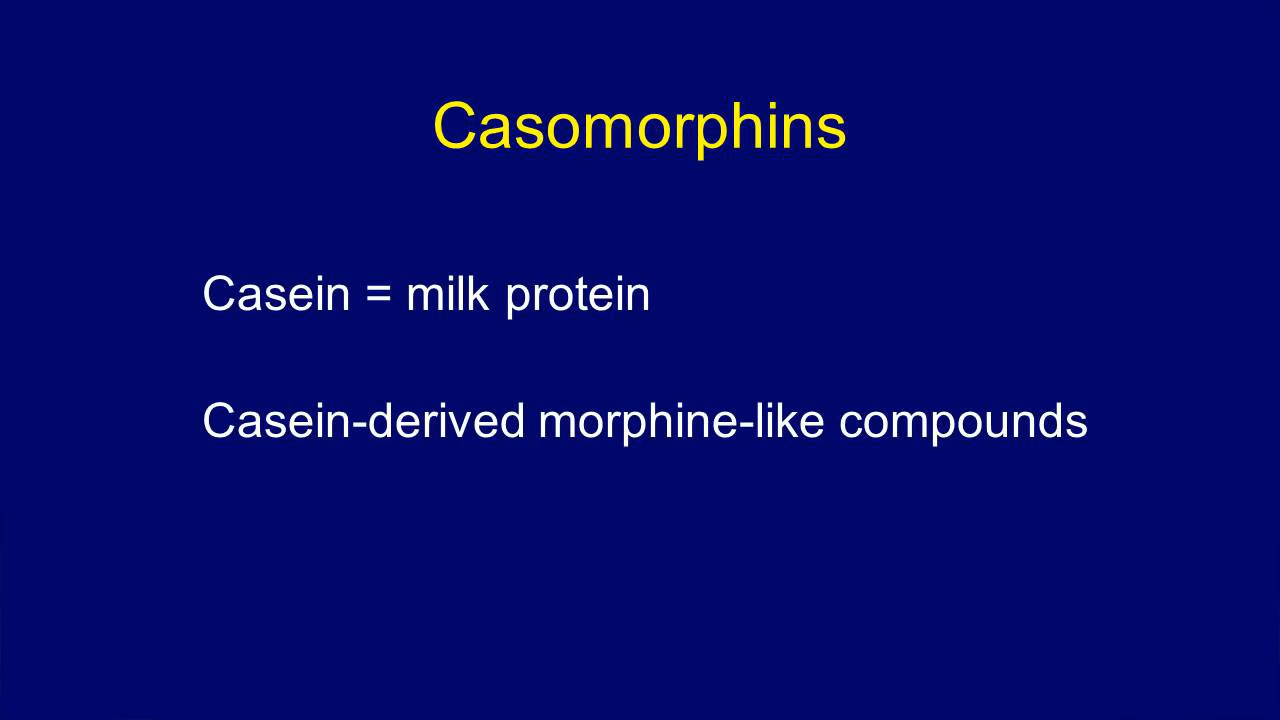 Casomorphins
Casein = milk protein
Casein-derived morphine-like compounds